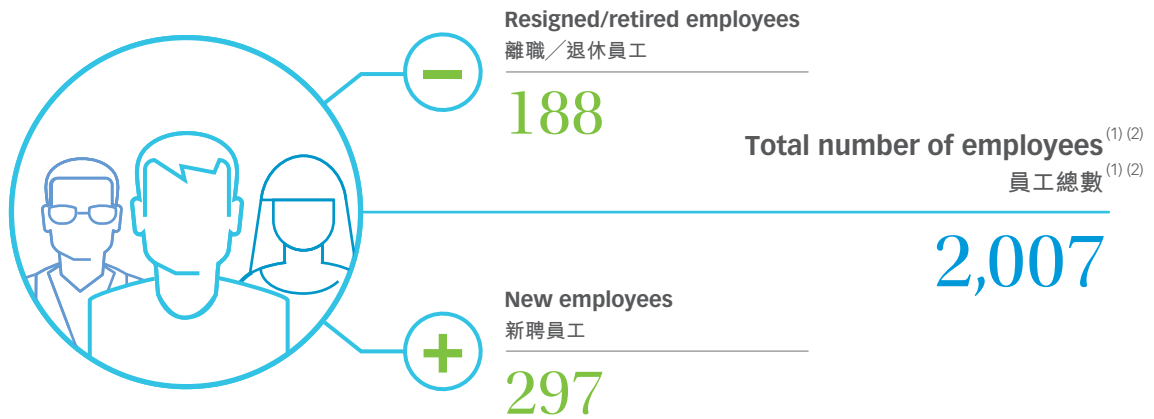 Resigned/retired employees
離職／退休員工
188
Total number of employees (1) (2)
員工總數 (1) (2)
2,007
New employees
新聘員工
297